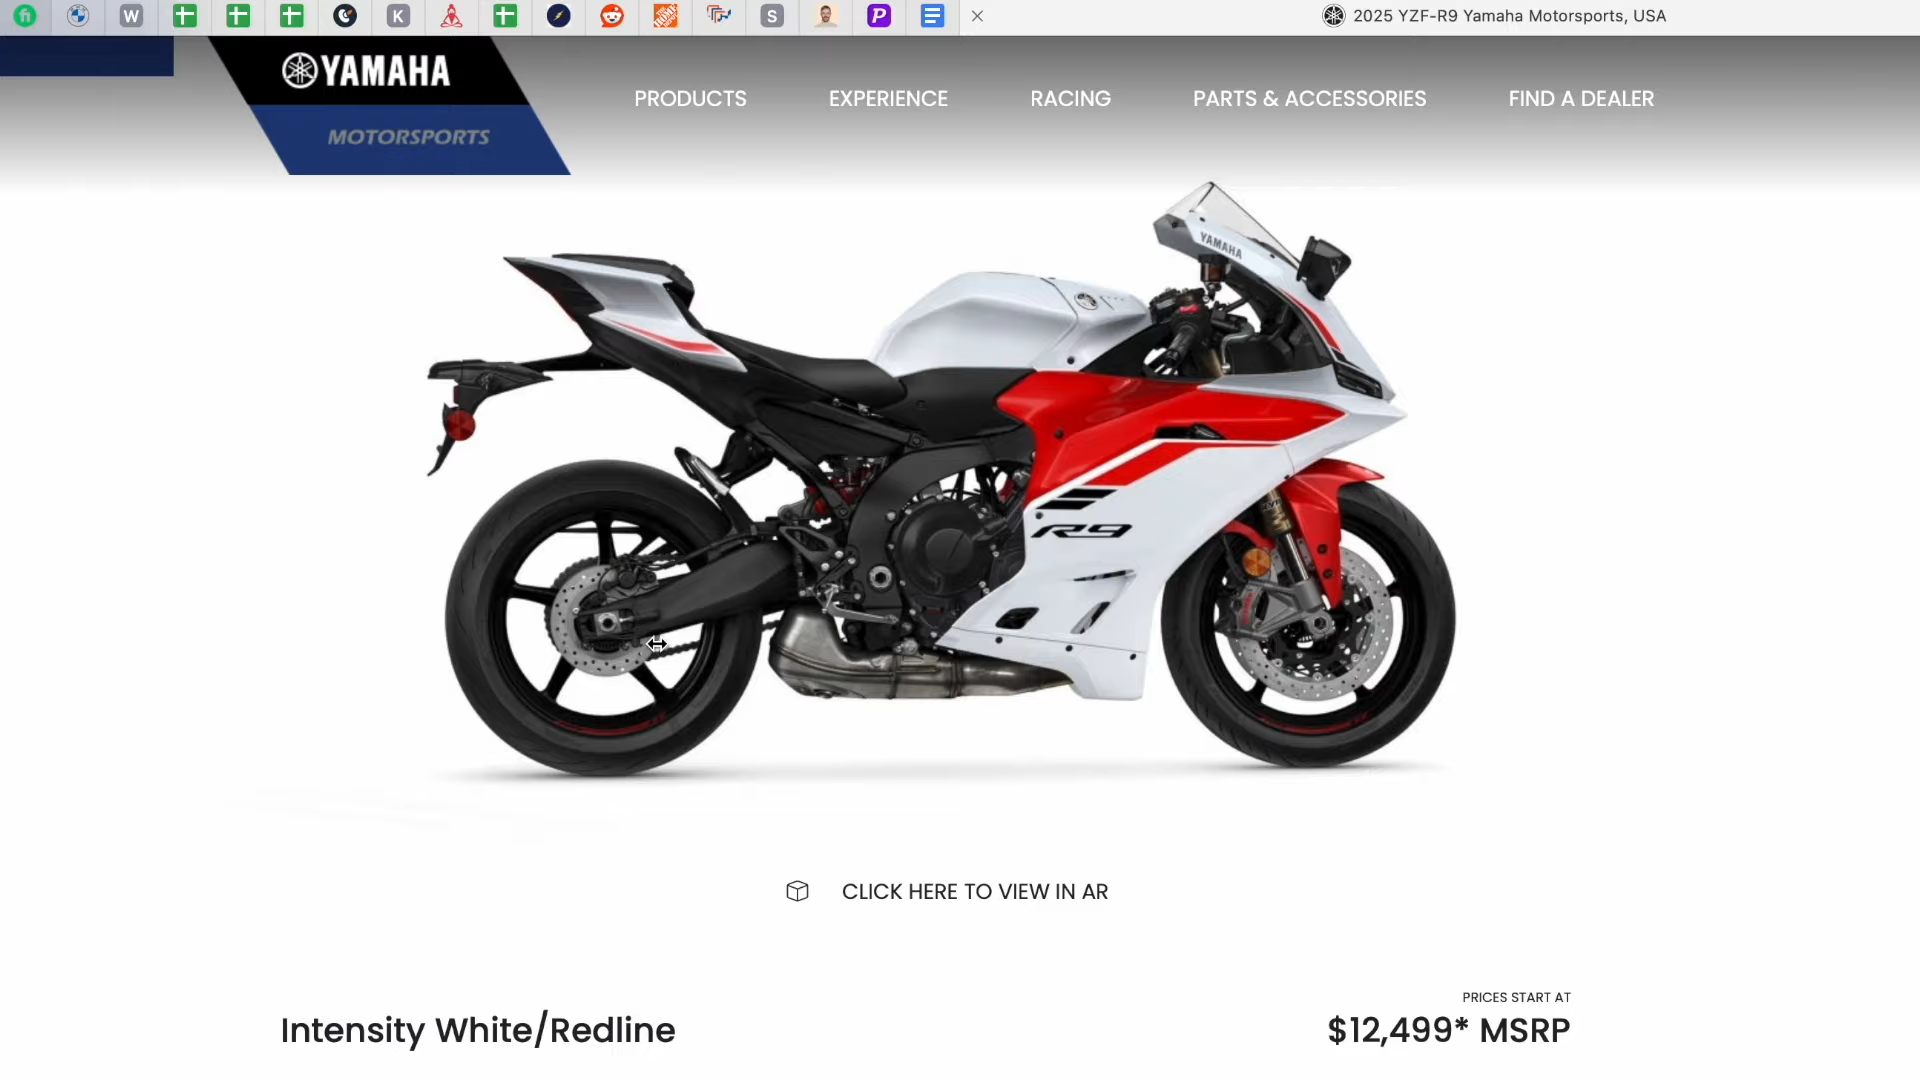 W
K
S
P
2025 YZF-R9 Yamaha Motorsports, USA
YAMAHA
MOTORSPORTS
PRODUCTS
EXPERIENCE
RACING
PARTS & ACCESSORIES
FIND A DEALER
YAMAHA
R9
CLICK HERE TO VIEW IN AR
PRICES START AT
Intensity White/Redline
$12,499* MSRP